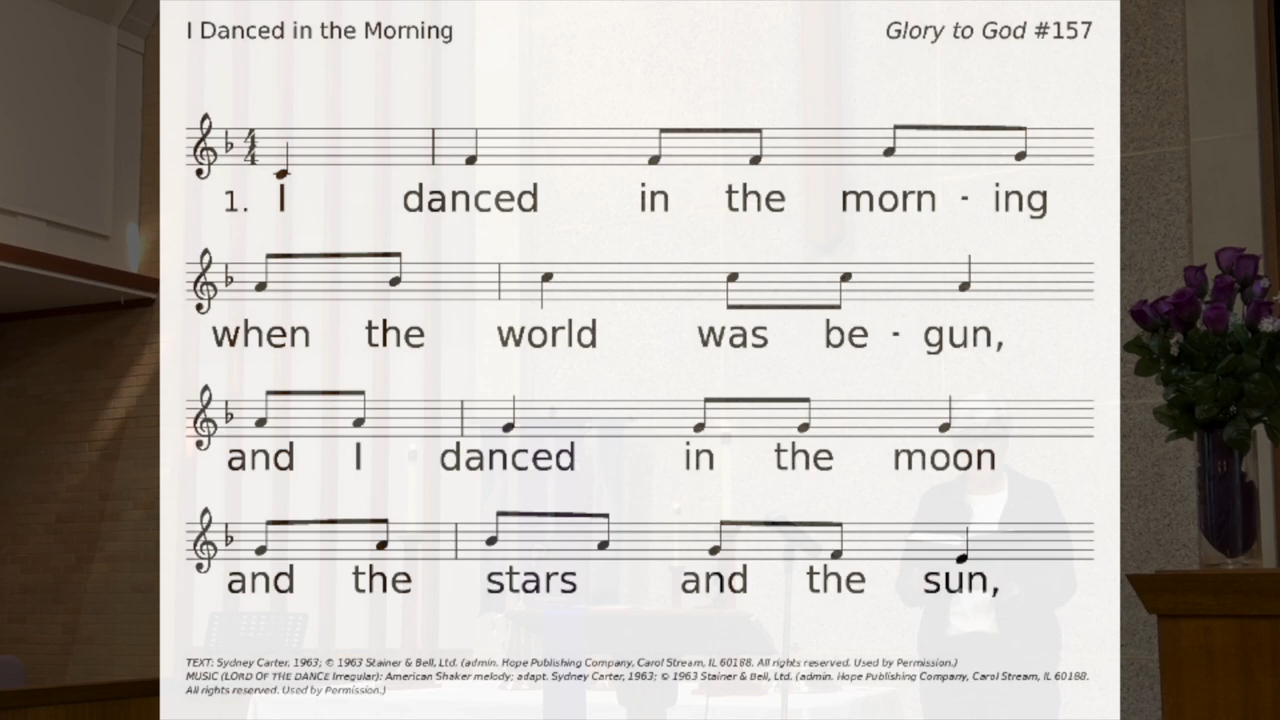 I Danced in the Morning
Glory to God #157
4
4
1. I danced in the morn - ing
when the world was be - gun,
and I danced in the moon
and the stars and the sun,
TEXT: Sydney Carter, 1963; © 1963 Stainer & Bell, Ltd. (admin. Hope Publishing Company, Carol Stream, IL 60188. All rights reserved. Used by Permission.)
MUSIC (LORD OF THE DANCE Irregular): American Shaker melody; adapt. Sydney Carter, 1963; © 1963 Stainer & Bell, Ltd. (admin. Hope Publishing Company, Carol Stream, IL 60188.
All rights reserved. Used by Permission.)